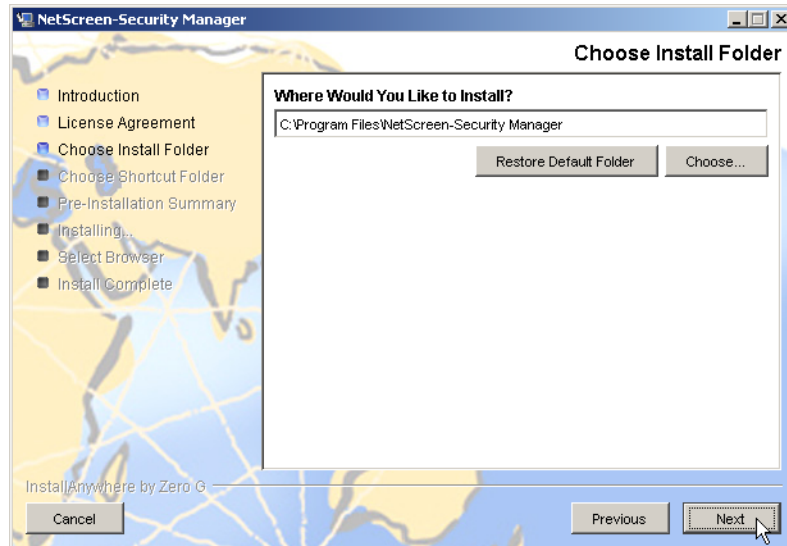 NetScreen-Security Manager
Choose Install Folder
Introduction
License Agreement
Choose Install Folder
Choose Shortcut Folder
Pre-Installation Summary
Installing...
Select Browser
Install Complete
Where Would You Like to Install?
C:\Program Files\NetScreen-Security Manager
Restore Default Folder
Choose...
InstallAnywhere by Zero G
Cancel
Previous
Next